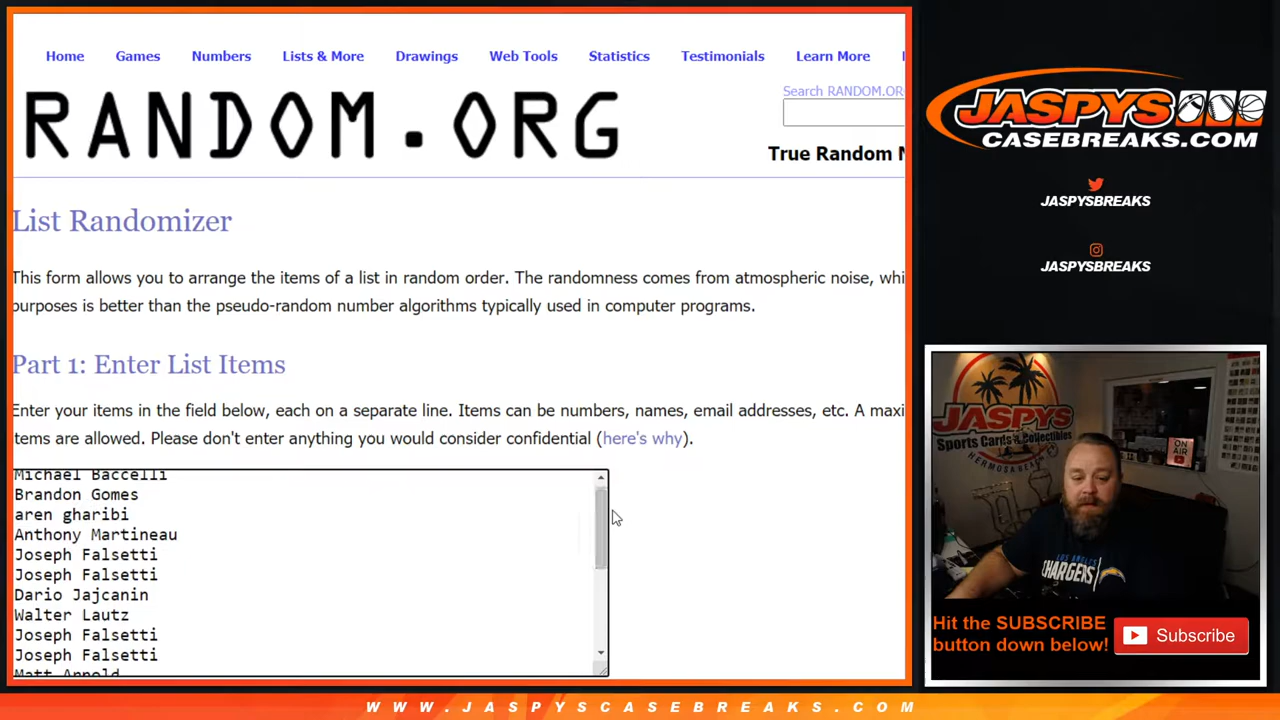 Home Games Numbers Lists & More Drawings Web Tools Statistics Testimonials Learn More
Search RANDOM.OR
RANDOM.ORG
True Random N
List Randomizer
This form allows you to arrange the items of a list in random order. The randomness comes from atmospheric noise, whi
purposes is better than the pseudo-random number algorithms typically used in computer programs.
Part 1: Enter List Items
Enter your items in the field below, each on a separate line. Items can be numbers, names, email addresses, etc. A maxi
items are allowed. Please don't enter anything you would consider confidential (here's why).
Michael Baccelli
Brandon Gomes
aren gharibi
Anthony Martineau
Joseph Falsetti
Joseph Falsetti
Dario Jajcanin
Walter Lautz
Joseph Falsetti
Joseph Falsetti
Matt Arnold
JASPYS
CASEBREAKS.COM
JASPYSBREAKS
JASPYSBREAKS
JASPYS
Sports Cards & Collectibles
HERMOSA BEACH
ON
AIR
LOS ANGELES
CHARGERS
Hit the SUBSCRIBE
button down below!
Subscribe
WWW.JASPYSCASEBREAKS.COM